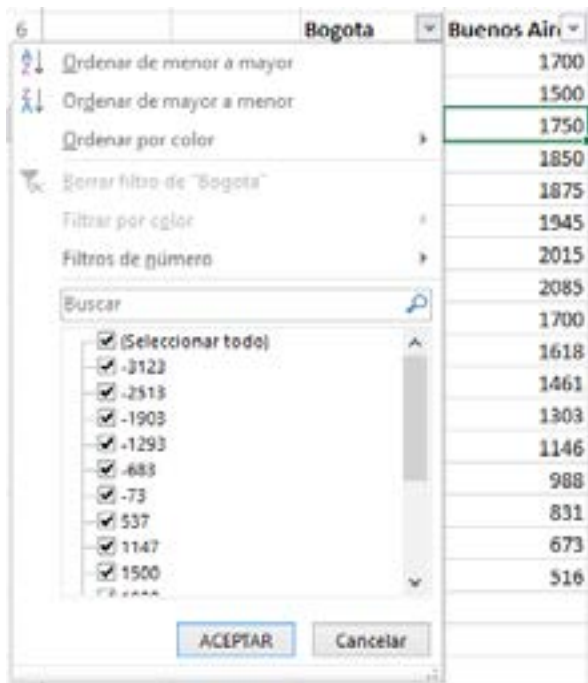 6 Bogota Buenos Air
Ordenar de menor a mayor
Ordenar de mayor a menor
Ordenar por color
Borrar filtro de "Bogota"
Filtrar por color
Filtros de número
Buscar
(Seleccionar todo)
-3123
-2513
-1903
-1293
-683
-73
537
1147
1500
ACEPTAR Cancelar
1700
1500
1750
1850
1875
1945
2015
2085
1700
1618
1461
1303
1146
988
831
673
516